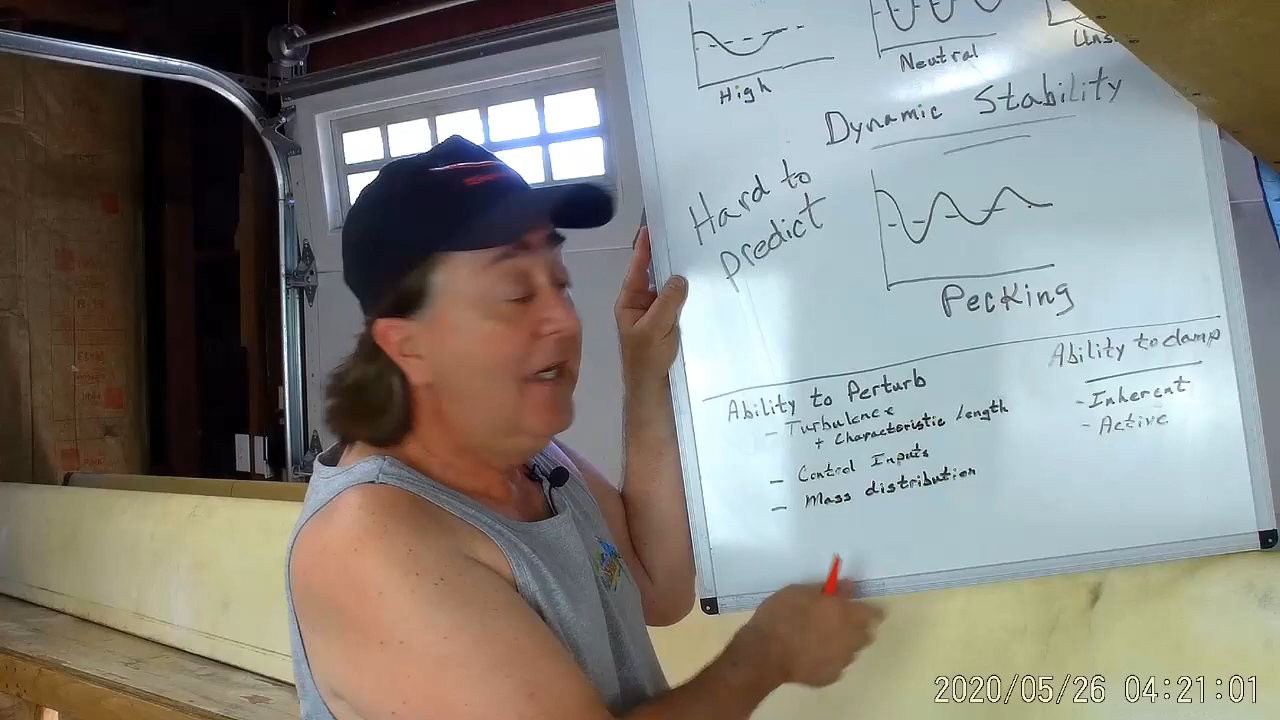 High
Neutral
Uns
Dynamic Stability
Hard to
predict
Pecking
Ability to Perturb
- Turbulence
+ Characteristic Length
- Control Inputs
- Mass distribution
Ability to damp
- Inherent
- Active
2020/05/26 04:21:01